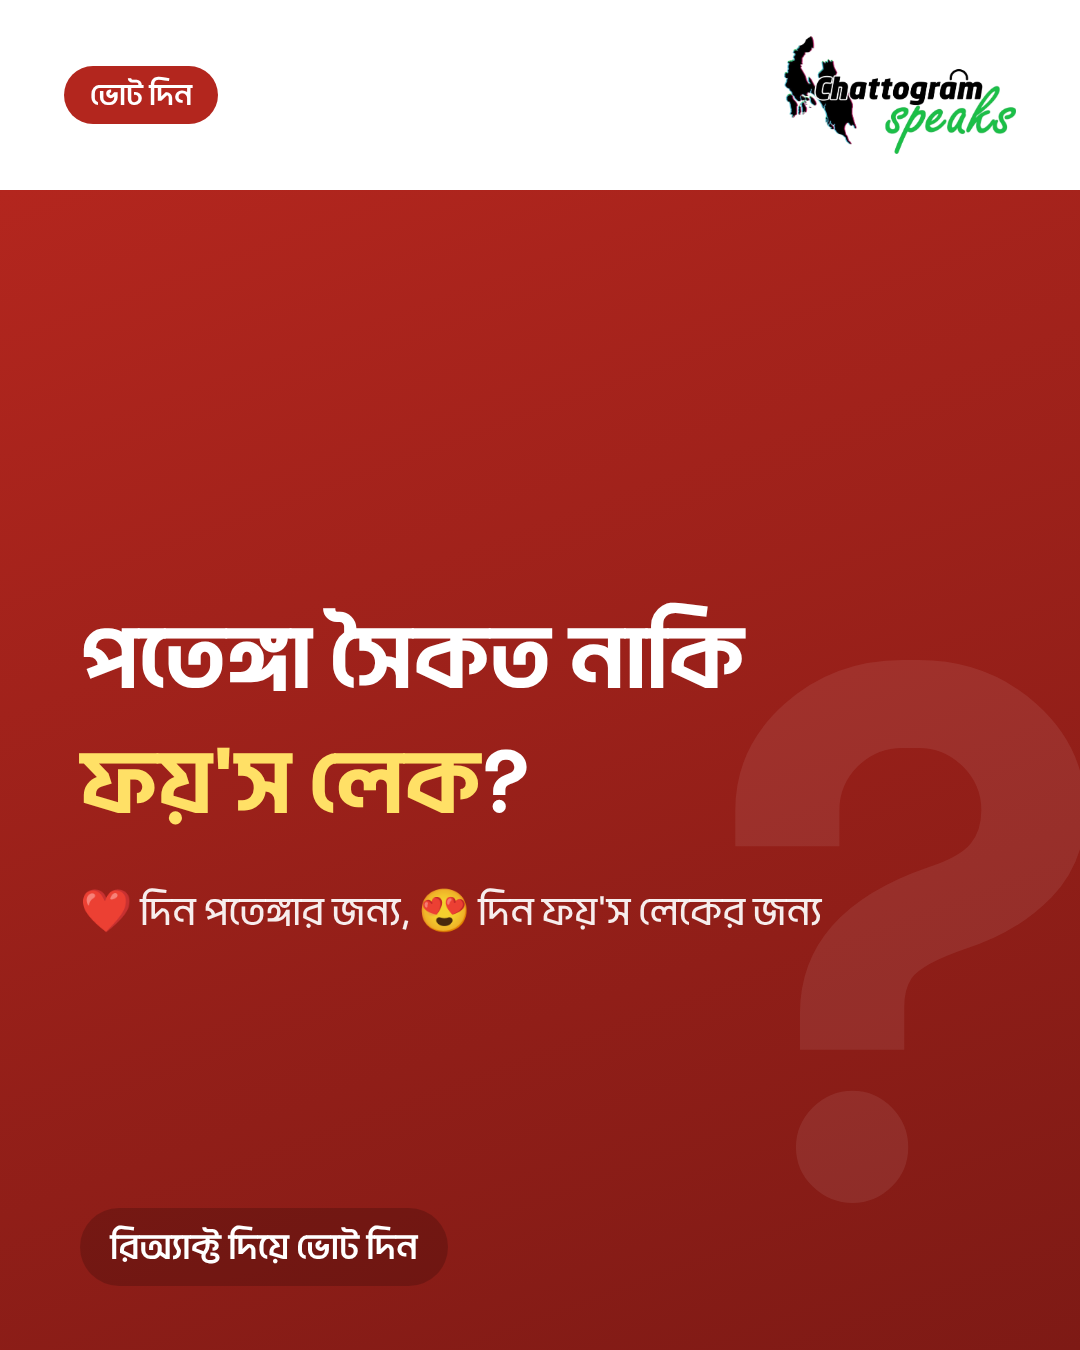 ভোট দিন
Chattogram
speaks
পতেঙ্গা সৈকত নাকি
ফয়'স লেক?
❤️ দিন পতেঙ্গার জন্য, 😍 দিন ফয়'স লেকের জন্য
?
রিঅ্যাক্ট দিয়ে ভোট দিন